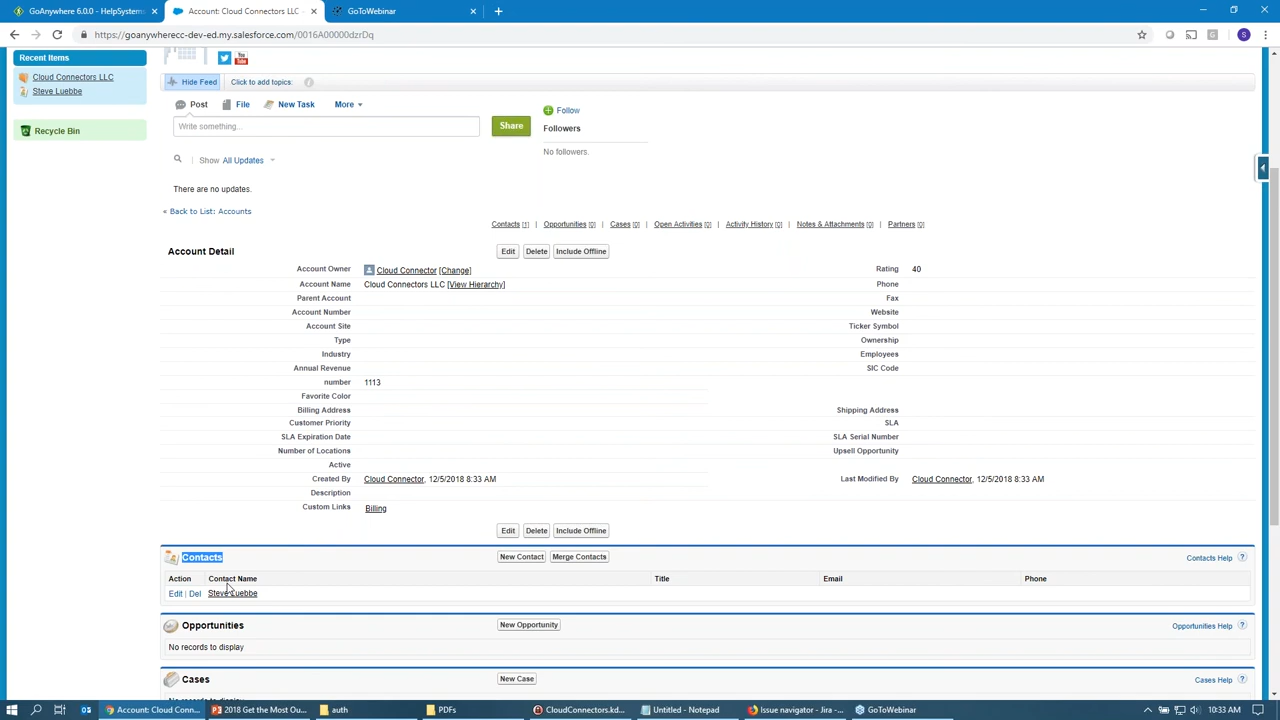 GoAnywhere 6.0.0 - HelpSystems
Account: Cloud Connectors LLC
GoToWebinar
https://goanywherecc-dev-ed.my.salesforce.com/0016A00000dzrDq
Recent Items
Cloud Connectors LLC
Steve Luebbe
Recycle Bin
You Tube
Hide Feed Click to add topics:
Post File New Task More
Write something...
Share
Follow
Followers
No followers.
Show All Updates
There are no updates.
« Back to List: Accounts
Contacts [1] | Opportunities [0] | Cases [0] | Open Activities [0] | Activity History [0] | Notes & Attachments [0] | Partners [0]
Account Detail Edit Delete Include Offline
Account Owner Cloud Connector [Change] Rating 40
Account Name Cloud Connectors LLC [View Hierarchy] Phone
Parent Account Fax
Account Number Website
Account Site Ticker Symbol
Type Ownership
Industry Employees
Annual Revenue SIC Code
number 1113
Favorite Color
Billing Address Shipping Address
Customer Priority SLA
SLA Expiration Date SLA Serial Number
Number of Locations Upsell Opportunity
Active
Created By Cloud Connector, 12/5/2018 8:33 AM Last Modified By Cloud Connector, 12/5/2018 8:33 AM
Description
Custom Links Billing
Edit Delete Include Offline
Contacts New Contact Merge Contacts Contacts Help ?
Action Contact Name Title Email Phone
Edit | Del Steve Luebbe
Opportunities New Opportunity Opportunities Help ?
No records to display
Cases New Case Cases Help ?
No records to display
Account: Cloud Conn... 2018 Get the Most Ou... auth PDFs CloudConnectors.kd... Untitled - Notepad Issue navigator - Jira -... GoToWebinar 10:33 AM